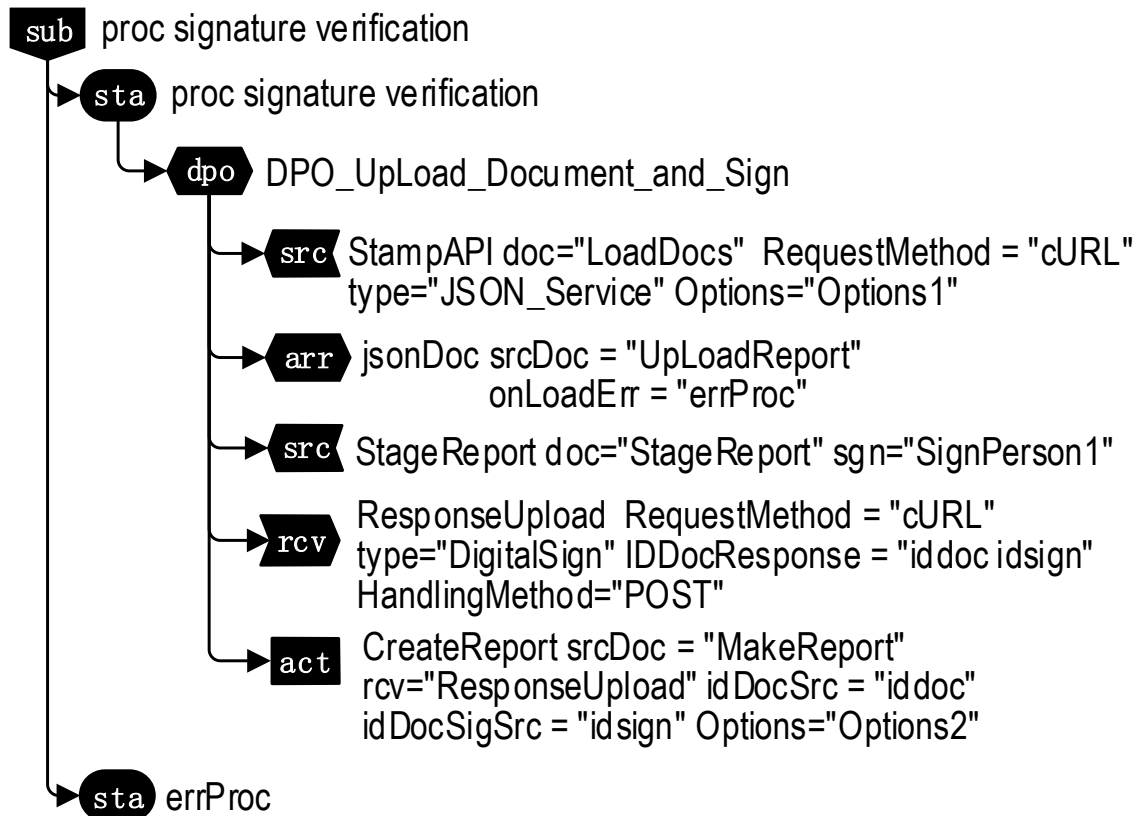 sub proc signature verification
sta proc signature verification
dpo DPO_UpLoad_Document_and_Sign
src StampAPI doc="LoadDocs" RequestMethod = "cURL"
type="JSON_Service" Options="Options1"
arr jsonDoc srcDoc = "UpLoadReport"
onLoadErr = "errProc"
src StageReport doc="StageReport" sgn="SignPerson1"
ResponseUpload RequestMethod = "cURL"
rcv type="DigitalSign" IDDocResponse = "iddoc idsign"
HandlingMethod="POST"
act CreateReport srcDoc = "MakeReport"
rcv="ResponseUpload" idDocSrc = "iddoc"
idDocSigSrc = "idsign" Options="Options2"
sta errProc